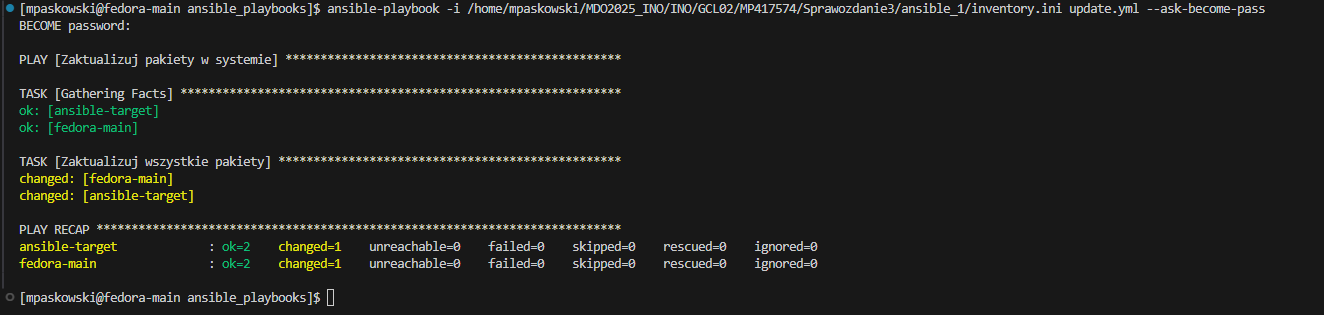 [mpaskowski@fedora-main ansible_playbooks]$ ansible-playbook -i /home/mpaskowski/MDO2025_INO/INO/GCL02/MP417574/Sprawozdanie3/ansible_1/inventory.ini update.yml --ask-become-pass
BECOME password:
PLAY [Zaktualizuj pakiety w systemie] ************************************************
TASK [Gathering Facts] ***************************************************************
ok: [ansible-target]
ok: [fedora-main]
TASK [Zaktualizuj wszystkie pakiety] *************************************************
changed: [fedora-main]
changed: [ansible-target]
PLAY RECAP ***************************************************************************
ansible-target             : ok=2    changed=1    unreachable=0    failed=0    skipped=0    rescued=0    ignored=0
fedora-main                : ok=2    changed=1    unreachable=0    failed=0    skipped=0    rescued=0    ignored=0
[mpaskowski@fedora-main ansible_playbooks]$